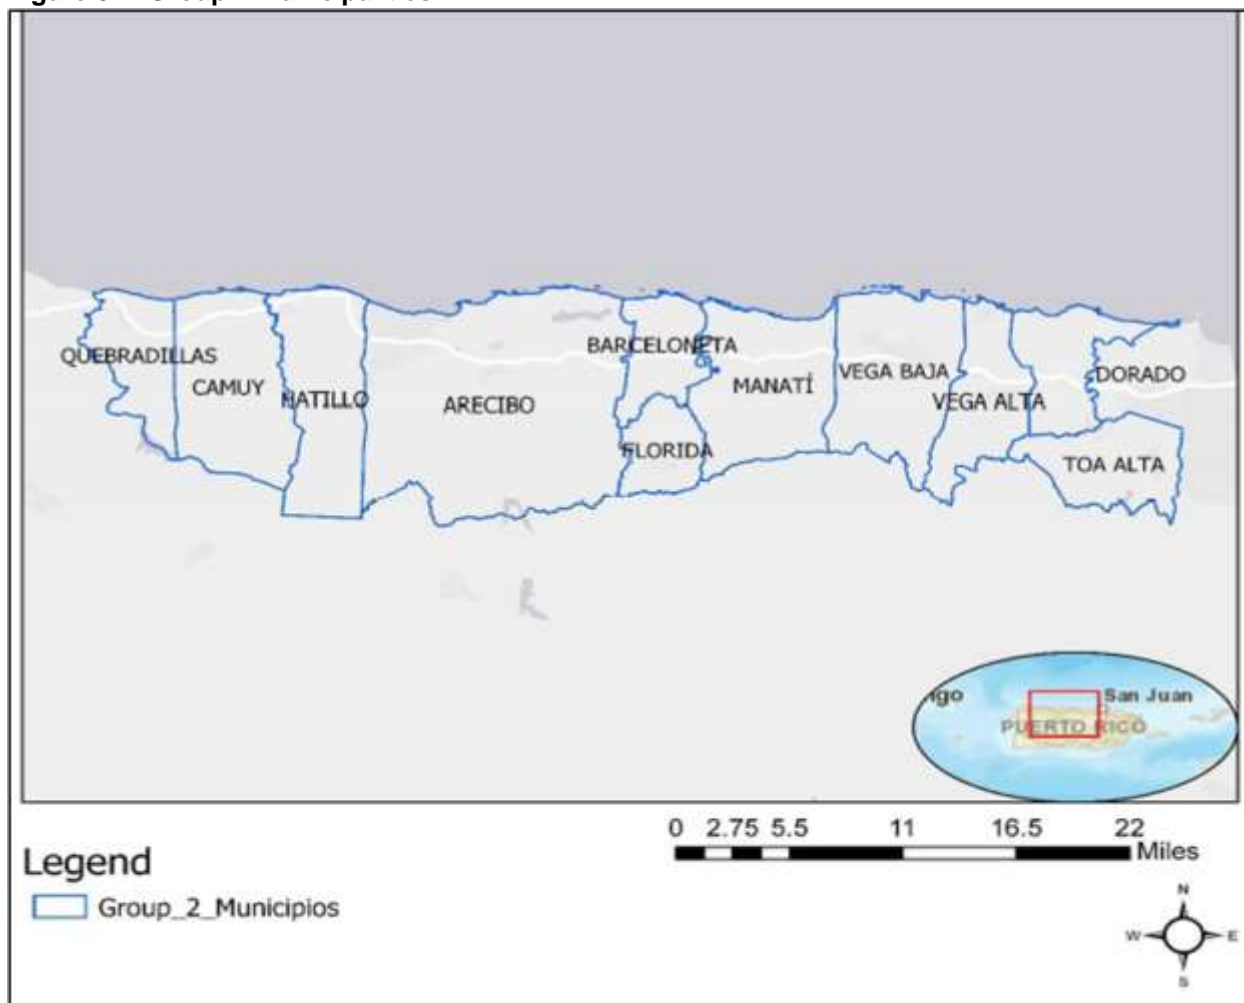 QUEBRADILLAS
CAMUY
HATILLO
ARECIBO
BARCELONETA
FLORIDA
MANATÍ
VEGA BAJA
VEGA ALTA
DORADO
TOA ALTA
San Juan
PUERTO RICO
0 2.75 5.5 11 16.5 22
Miles
Legend
Group_2_Municipios
N
W E
S